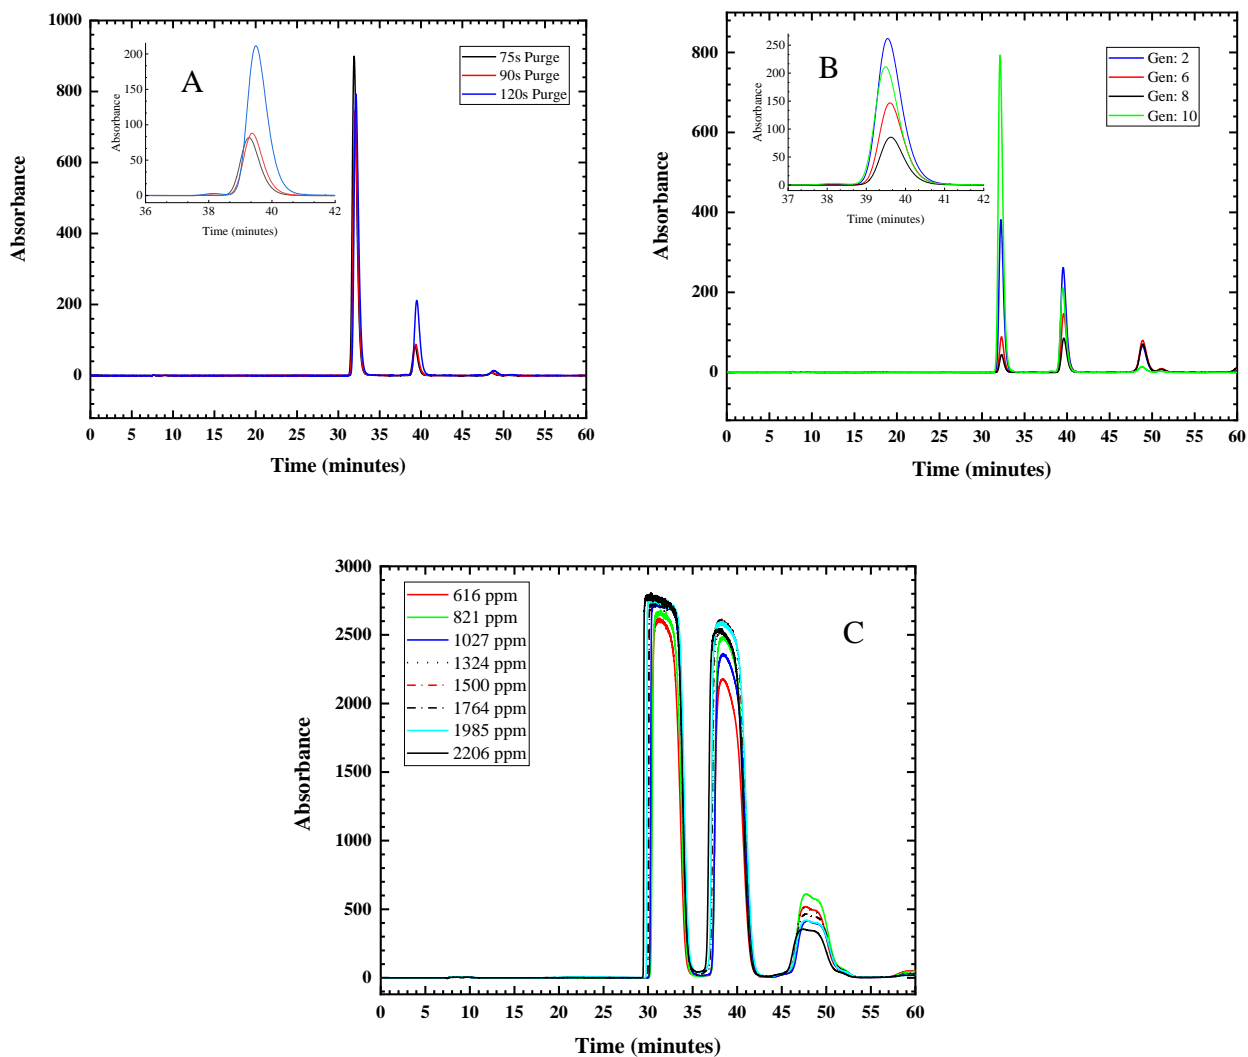 A
75s Purge
90s Purge
120s Purge
Absorbance
1000
800
600
400
200
0
0 5 10 15 20 25 30 35 40 45 50 55 60
Time (minutes)
Absorbance
200
150
100
50
0
36 38 40 42
Time (minutes)
B
Gen: 2
Gen: 6
Gen: 8
Gen: 10
Absorbance
800
600
400
200
0
0 5 10 15 20 25 30 35 40 45 50 55 60
Time (minutes)
Absorbance
250
200
150
100
50
0
37 38 39 40 41 42
Time (minutes)
C
616 ppm
821 ppm
1027 ppm
1324 ppm
1500 ppm
1764 ppm
1985 ppm
2206 ppm
Absorbance
3000
2500
2000
1500
1000
500
0
0 5 10 15 20 25 30 35 40 45 50 55 60
Time (minutes)